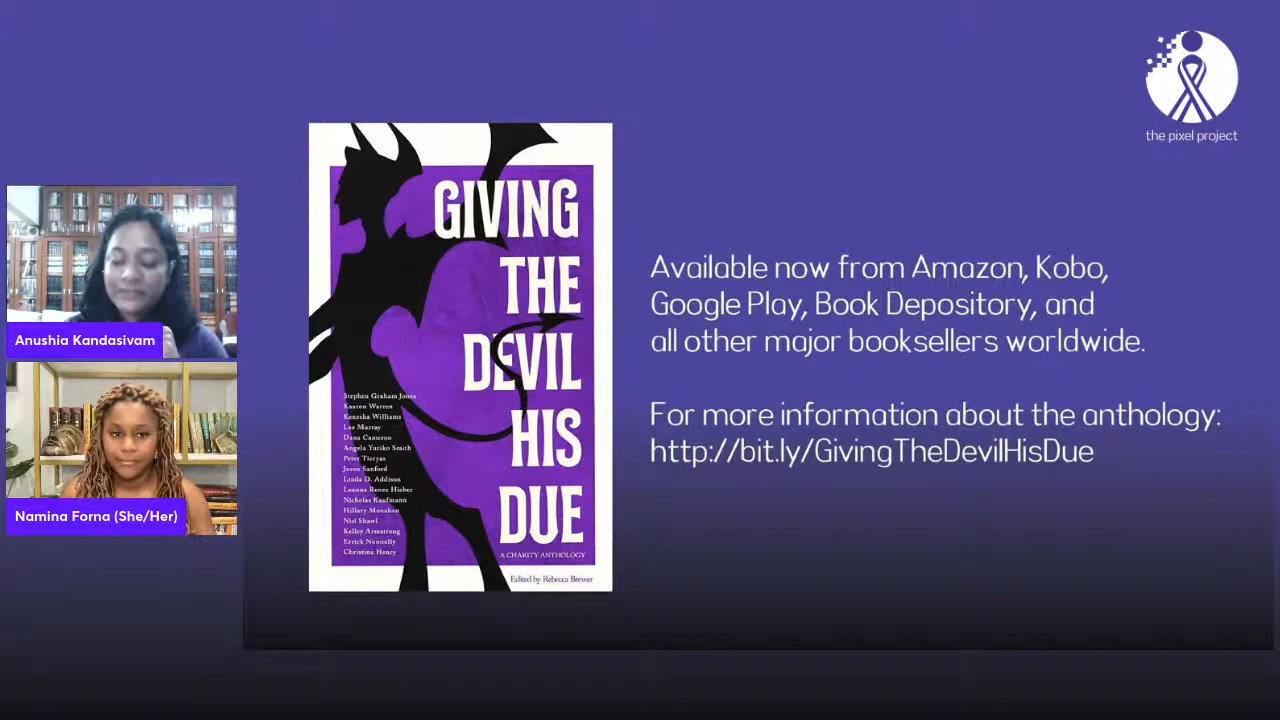 the pixel project
GIVING
THE
DEVIL
HIS
DUE
Stephen Graham Jones
Kaaron Warren
Kenesha Williams
Lee Murray
Dana Cameron
Angela Yuriko Smith
Peter Tieryas
Jason Sanford
Linda D. Addison
Leanna Renee Hieber
Nicholas Kaufmann
Hillary Monahan
Nisi Shawl
Kelley Armstrong
Errick Nunnally
Christina Henry
A CHARITY ANTHOLOGY
Edited by Rebecca Brewer
Available now from Amazon, Kobo,
Google Play, Book Depository, and
all other major booksellers worldwide.
For more information about the anthology:
http://bit.ly/GivingTheDevilHisDue
Anushia Kandasivam
Namina Forna (She/Her)